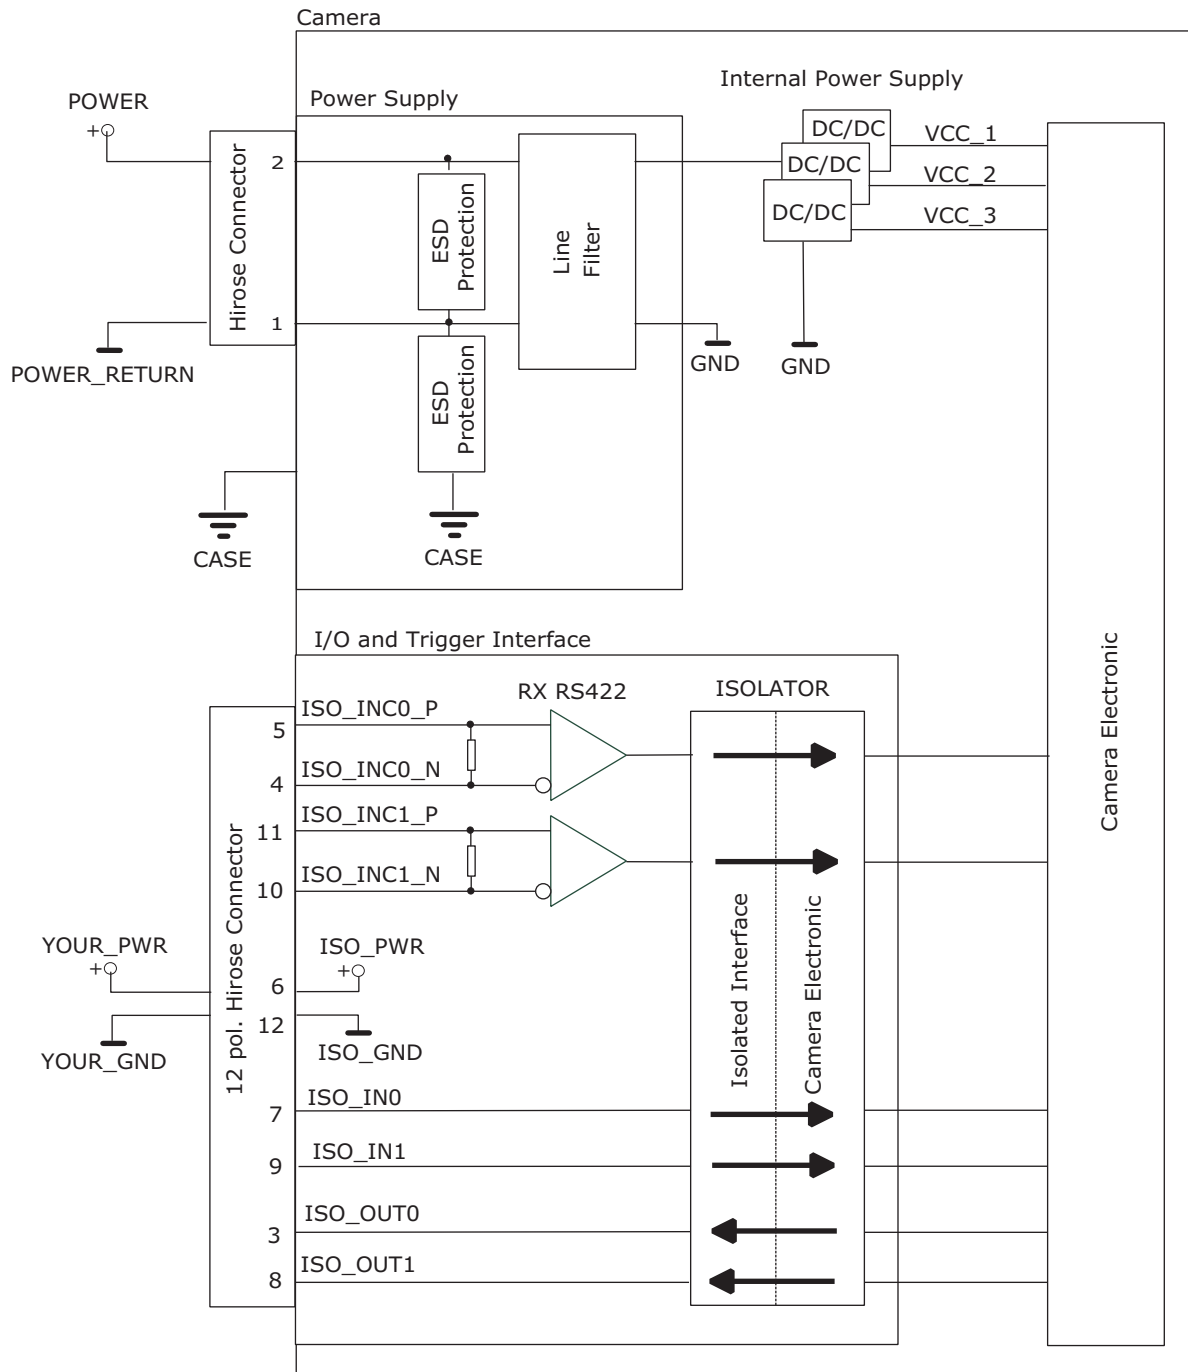 Camera
Internal Power Supply
POWER
+
Power Supply
DC/DC
VCC_1
DC/DC
VCC_2
DC/DC
VCC_3
Hirose Connector
2
1
ESD
Protection
Line
Filter
ESD
Protection
POWER_RETURN
GND
GND
CASE
CASE
I/O and Trigger Interface
RX RS422
ISOLATOR
Camera Electronic
12 pol. Hirose Connector
5
ISO_INC0_P
4
ISO_INC0_N
11
ISO_INC1_P
10
ISO_INC1_N
YOUR_PWR
+
6
ISO_PWR
+
12
YOUR_GND
ISO_GND
Isolated Interface
Camera Electronic
7
ISO_IN0
9
ISO_IN1
3
ISO_OUT0
8
ISO_OUT1